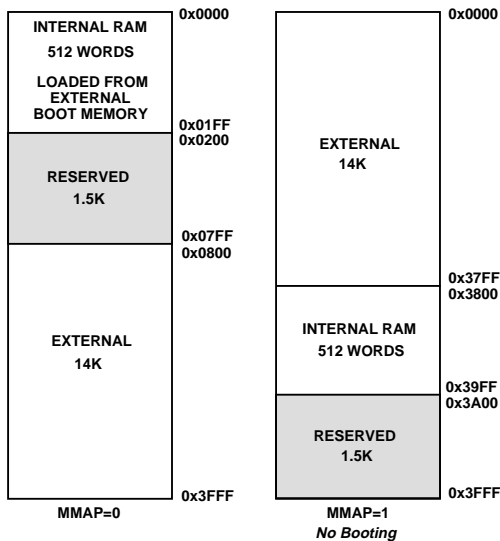 INTERNAL RAM
512 WORDS
LOADED FROM
EXTERNAL
BOOT MEMORY
RESERVED
1.5K
EXTERNAL
14K
0x0000
0x01FF
0x0200
0x07FF
0x0800
0x3FFF
MMAP=0
EXTERNAL
14K
INTERNAL RAM
512 WORDS
RESERVED
1.5K
0x0000
0x37FF
0x3800
0x39FF
0x3A00
0x3FFF
MMAP=1
No Booting